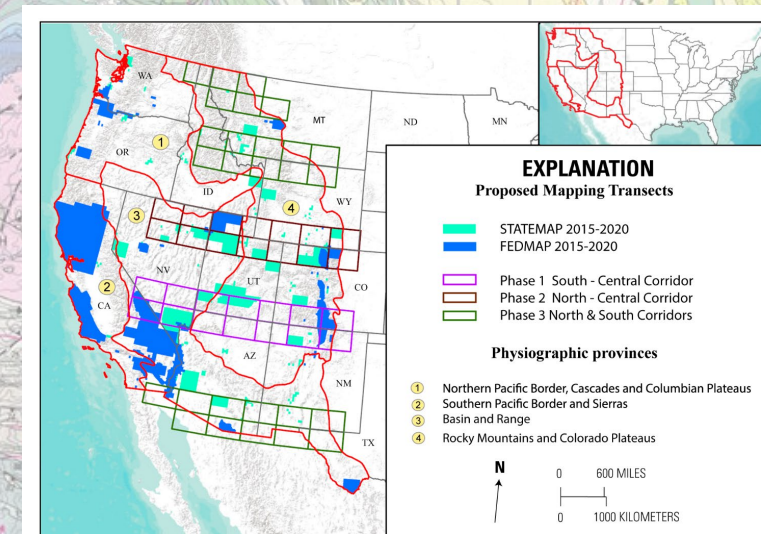 WA
MT
ND
MN
OR
1
ID
WY
4
3
NV
UT
CO
2
CA
AZ
NM
TX
EXPLANATION
Proposed Mapping Transects
STATEMAP 2015-2020
FEDMAP 2015-2020
Phase 1 South - Central Corridor
Phase 2 North - Central Corridor
Phase 3 North & South Corridors
Physiographic provinces
1 Northern Pacific Border, Cascades and Columbian Plateaus
2 Southern Pacific Border and Sierras
3 Basin and Range
4 Rocky Mountains and Colorado Plateaus
N
0 600 MILES
0 1000 KILOMETERS